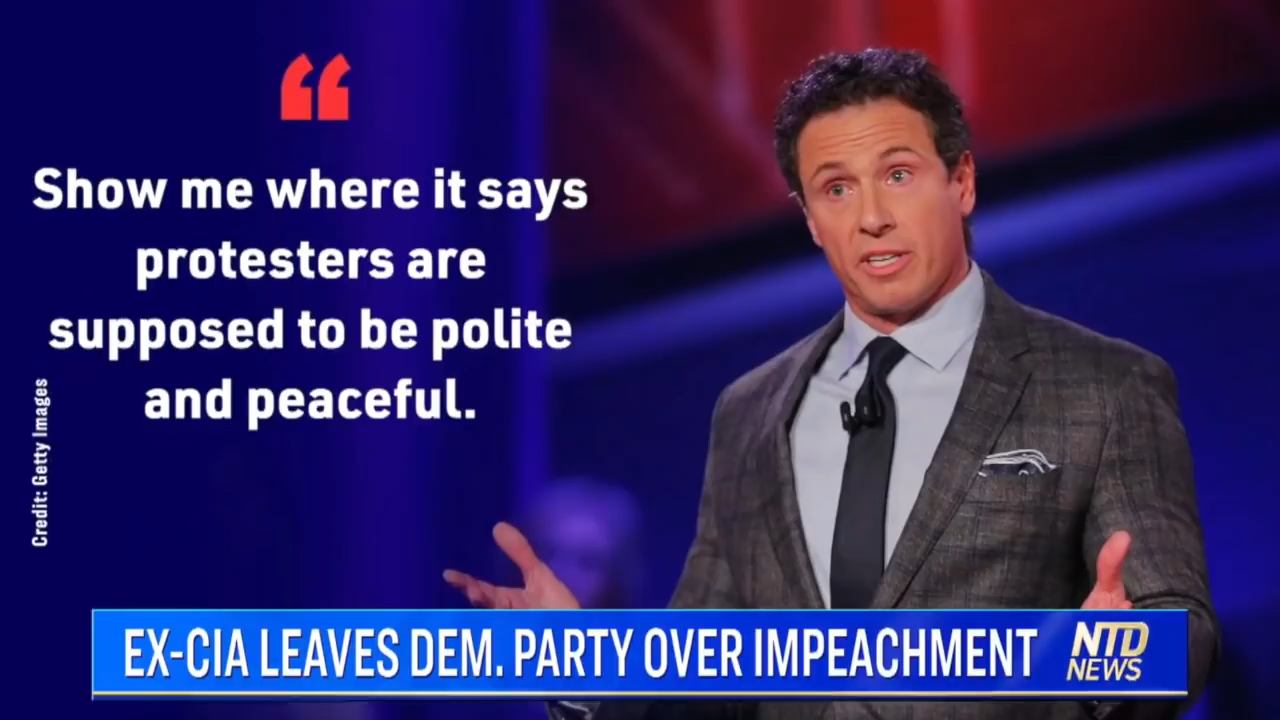 “
Show me where it says
protesters are
supposed to be polite
and peaceful.
Credit: Getty Images
EX-CIA LEAVES DEM. PARTY OVER IMPEACHMENT
NTD
NEWS